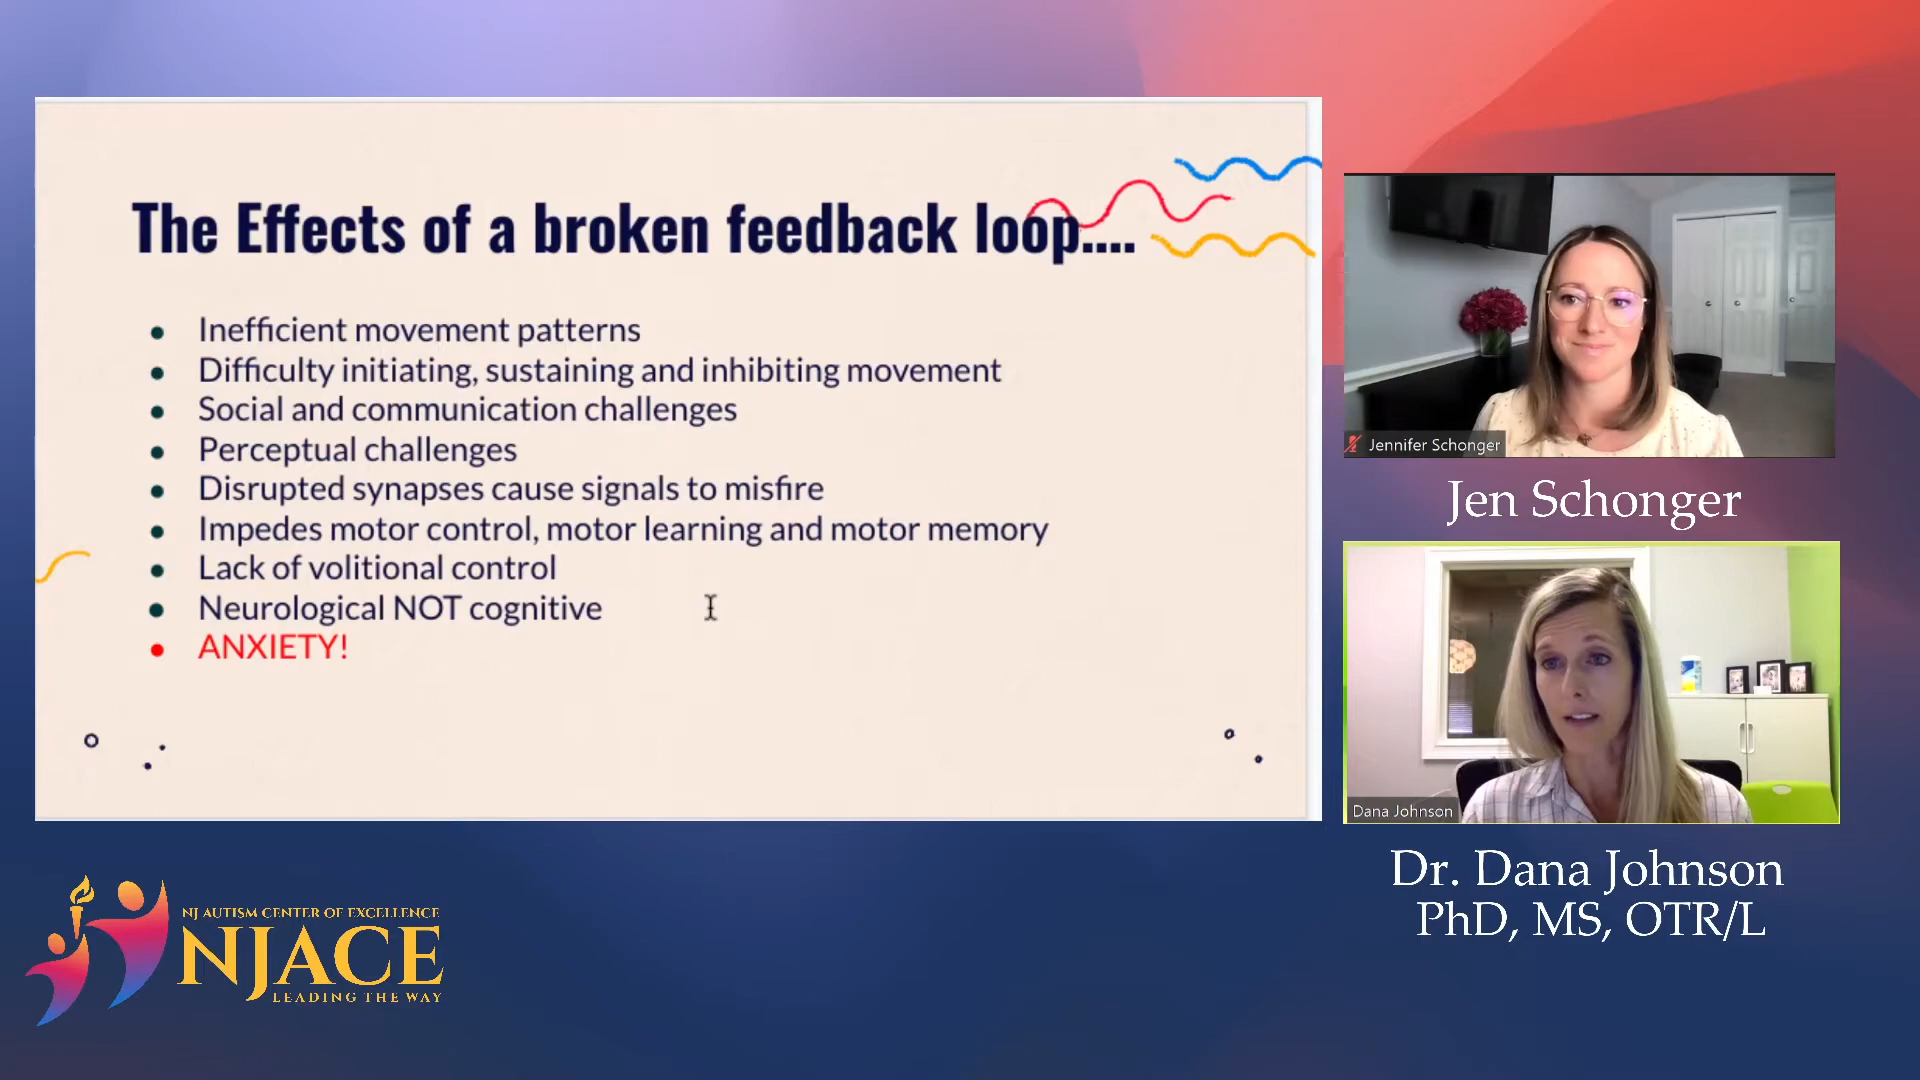 The Effects of a broken feedback loop....
Inefficient movement patterns
Difficulty initiating, sustaining and inhibiting movement
Social and communication challenges
Perceptual challenges
Disrupted synapses cause signals to misfire
Impedes motor control, motor learning and motor memory
Lack of volitional control
Neurological NOT cognitive
ANXIETY!
Jennifer Schonger
Jen Schonger
Dana Johnson
Dr. Dana Johnson
PhD, MS, OTR/L
NJ AUTISM CENTER OF EXCELLENCE
NJACE
LEADING THE WAY